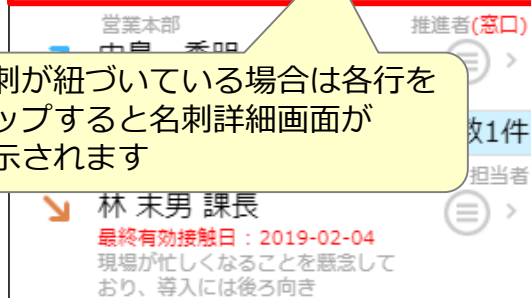 営業本部
推進者(窓口)
刺が紐づいている場合は各行を
ップすると名刺詳細画面が
示されます
数1件
担当者
林 末男 課長
最終有効接触日：2019-02-04
現場が忙しくなることを懸念して
おり、導入には後ろ向き